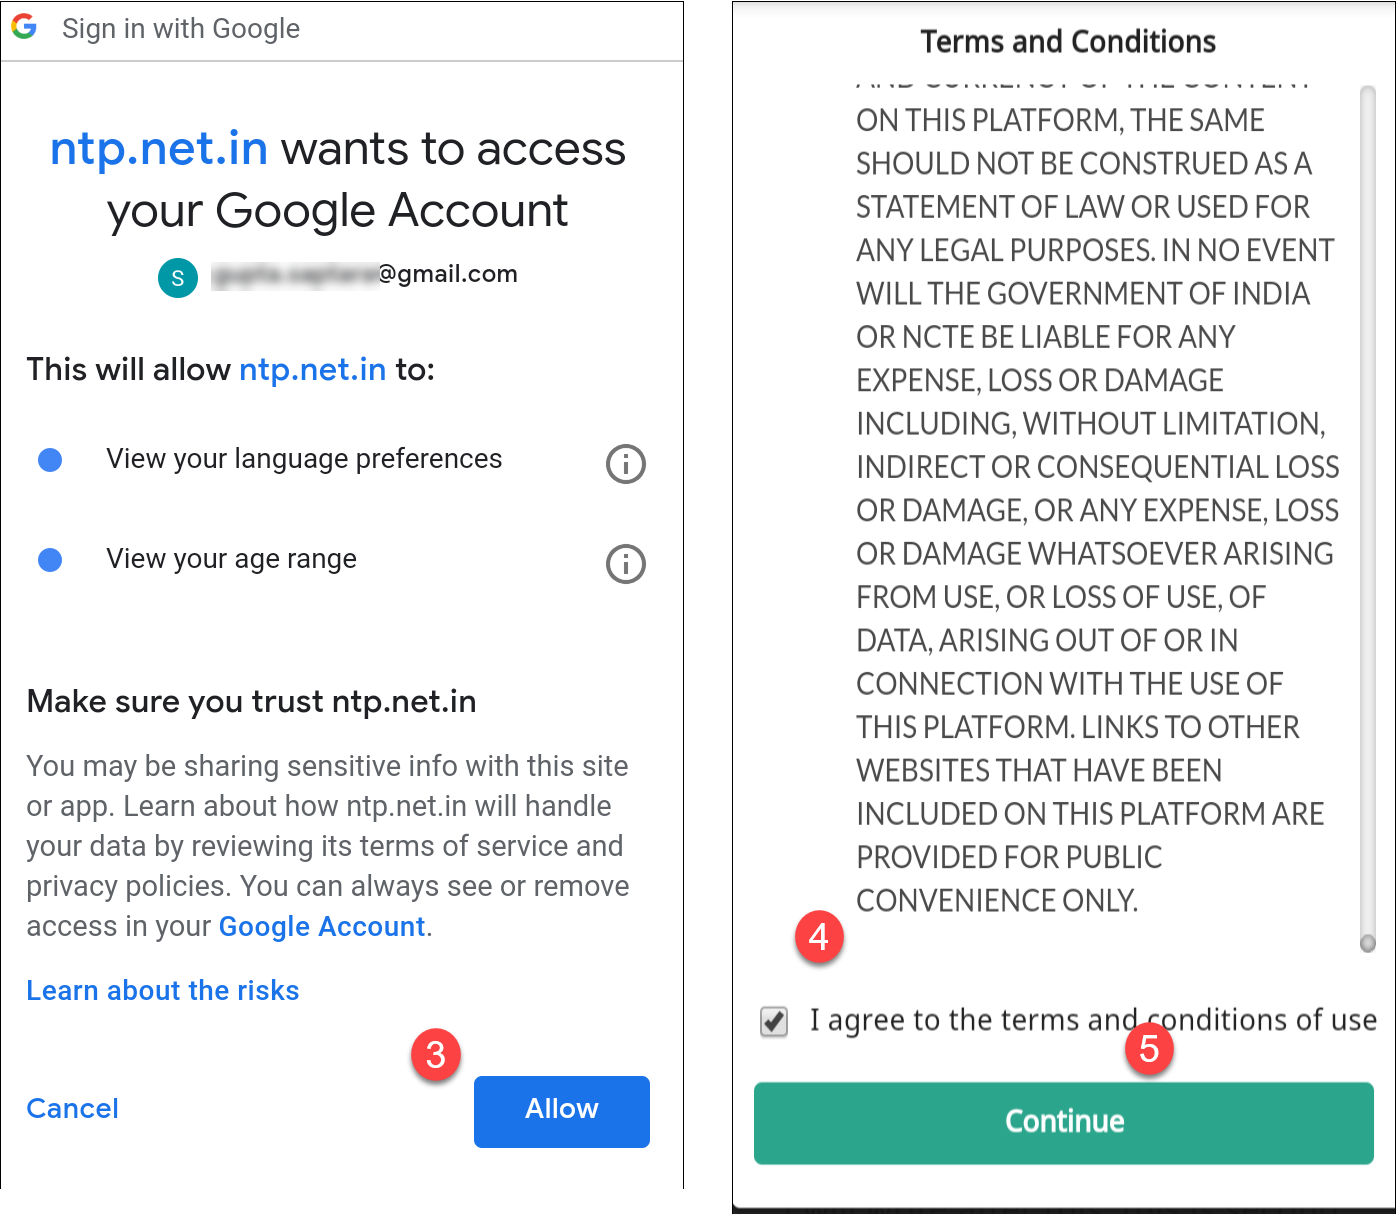 Sign in with Google
ntp.net.in wants to access
your Google Account
S
@gmail.com
This will allow ntp.net.in to:
View your language preferences
View your age range
Make sure you trust ntp.net.in
You may be sharing sensitive info with this site
or app. Learn about how ntp.net.in will handle
your data by reviewing its terms of service and
privacy policies. You can always see or remove
access in your Google Account.
Learn about the risks
3
Cancel
Allow
Terms and Conditions
AND CURRENCY OF THE CONTENT
ON THIS PLATFORM, THE SAME
SHOULD NOT BE CONSTRUED AS A
STATEMENT OF LAW OR USED FOR
ANY LEGAL PURPOSES. IN NO EVENT
WILL THE GOVERNMENT OF INDIA
OR NCTE BE LIABLE FOR ANY
EXPENSE, LOSS OR DAMAGE
INCLUDING, WITHOUT LIMITATION,
INDIRECT OR CONSEQUENTIAL LOSS
OR DAMAGE, OR ANY EXPENSE, LOSS
OR DAMAGE WHATSOEVER ARISING
FROM USE, OR LOSS OF USE, OF
DATA, ARISING OUT OF OR IN
CONNECTION WITH THE USE OF
THIS PLATFORM. LINKS TO OTHER
WEBSITES THAT HAVE BEEN
INCLUDED ON THIS PLATFORM ARE
PROVIDED FOR PUBLIC
CONVENIENCE ONLY.
4
I agree to the terms and conditions of use
5
Continue